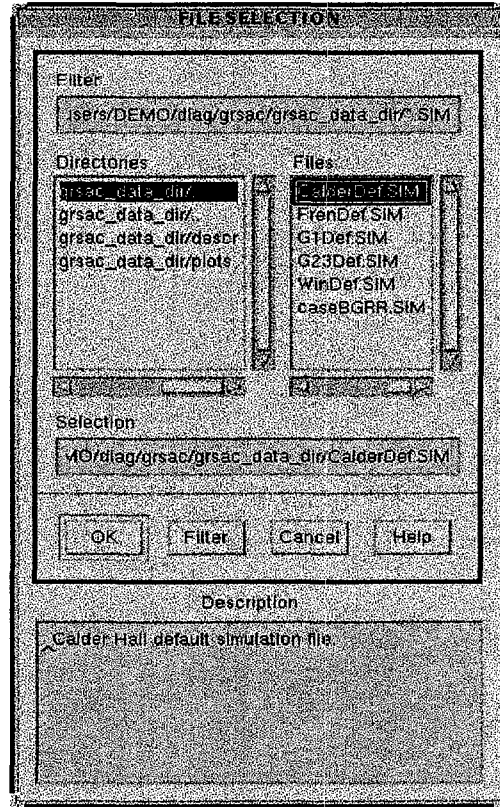 FILE SELECTION
Filter
Jsers/DEMO/diag/grsac/grsac_data_dir/*.SIM
Directories
Files
grsac_data_dir/.
grsac_data_dir/..
grsac_data_dir/descr
grsac_data_dir/plots
CalderDef.SIM
FrenDef.SIM
G1Def.SIM
G23Def.SIM
WinDef.SIM
caseBGRR.SIM
Selection
MO/diag/grsac/grsac_data_dir/CalderDef.SIM
OK
Filter
Cancel
Help
Description
Calder Hall default simulation file.